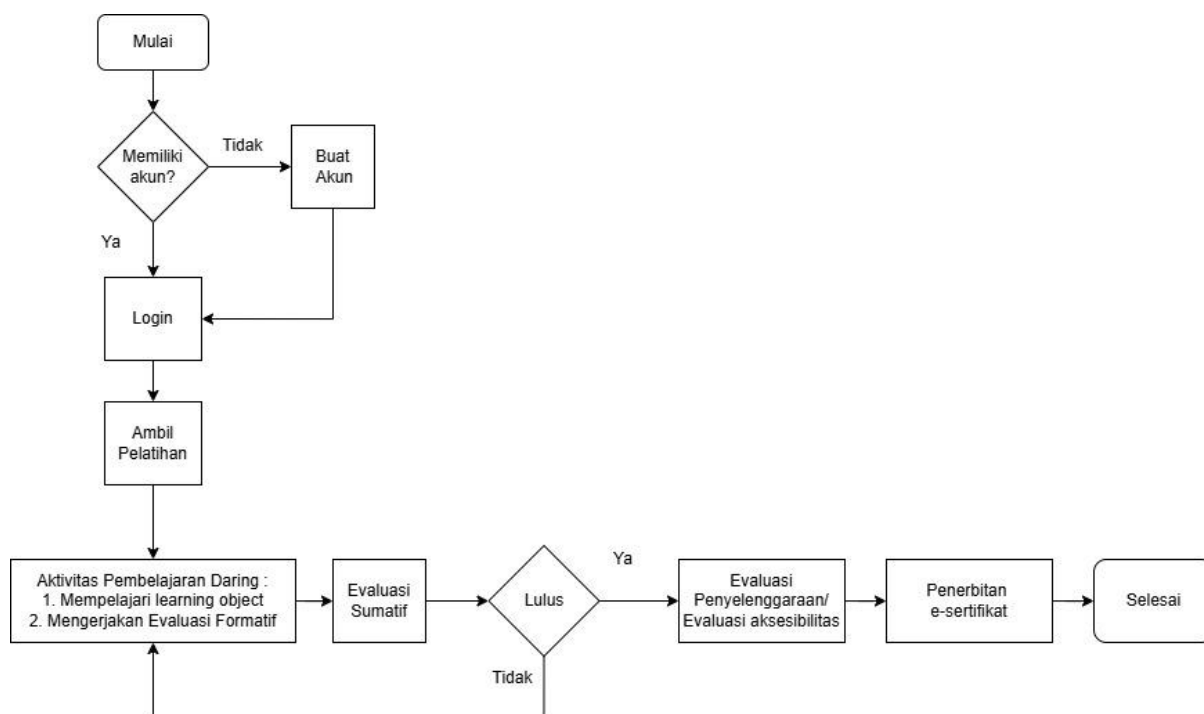 Mulai
Memiliki
akun?
Tidak
Buat
Akun
Ya
Login
Ambil
Pelatihan
Aktivitas Pembelajaran Daring :
1. Mempelajari learning object
2. Mengerjakan Evaluasi Formatif
Evaluasi
Sumatif
Lulus
Ya
Tidak
Evaluasi
Penyelenggaraan/
Evaluasi aksesibilitas
Penerbitan
e-sertifikat
Selesai